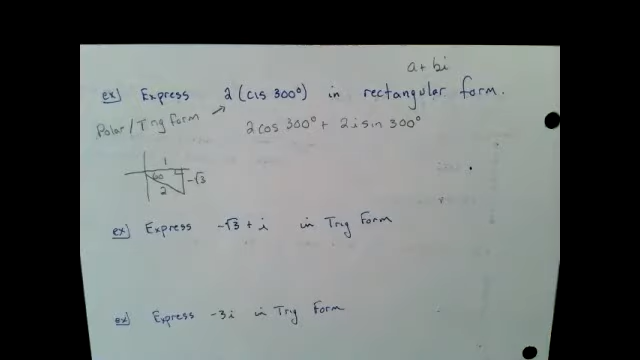 a + bi
ex) Express 2 (cis 300°) in rectangular form.
Polar / Trig Form →
2 cos 300° + 2 i sin 300°
1
60
-√3
2
ex) Express -√3 + i in Trig Form
ex) Express -3i in Trig Form